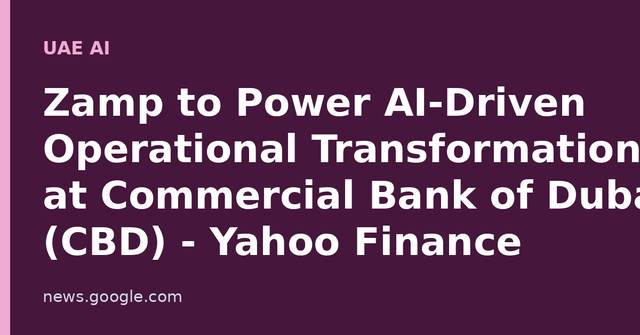 UAE AI
Zamp to Power AI-Driven
Operational Transformation
at Commercial Bank of Duba
(CBD) - Yahoo Finance
news.google.com